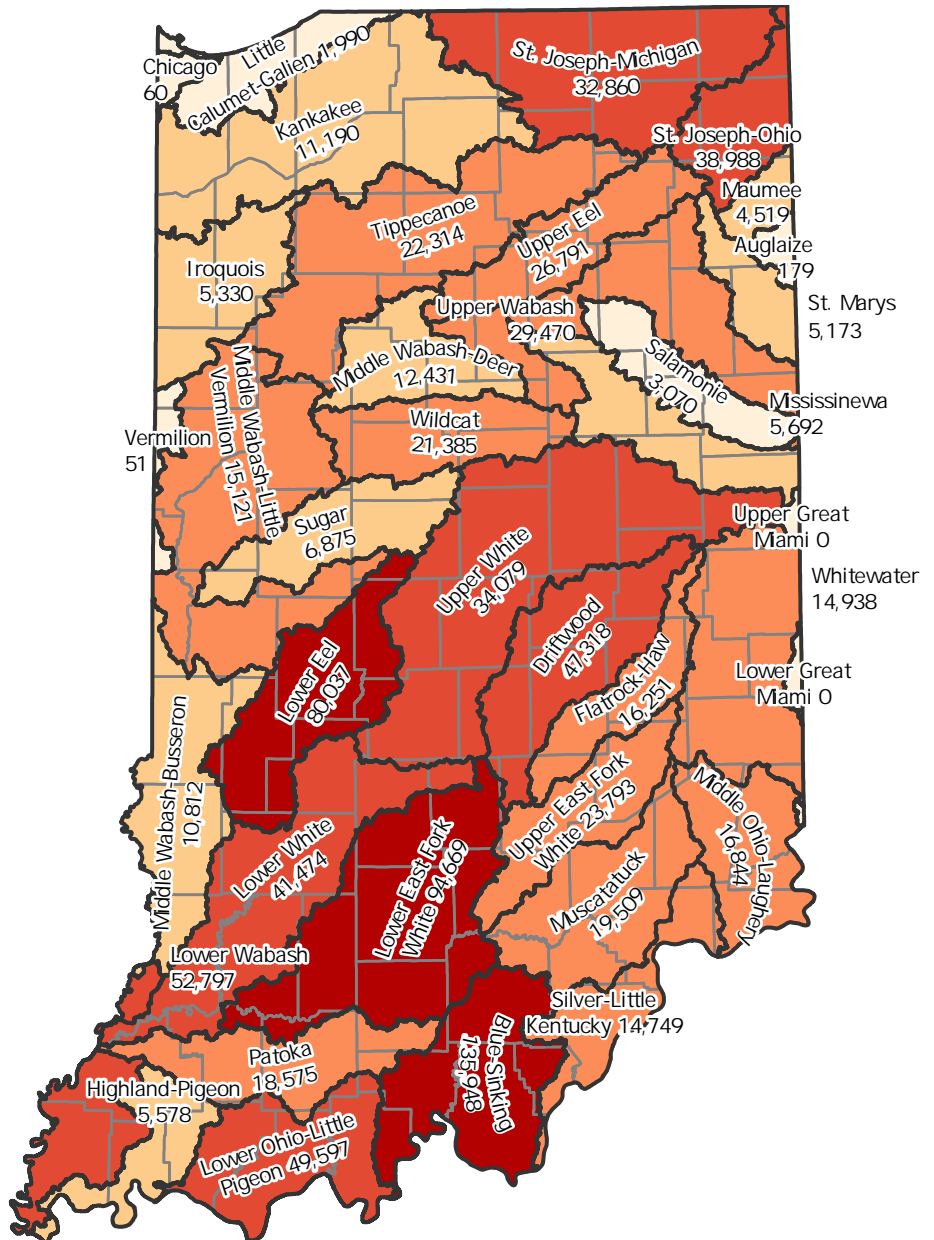 Chicago
60
Little
Calumet-Galien 1,990
St. Joseph-Michigan
32,860
Kankakee
11,190
St. Joseph-Ohio
38,988
Maumee
4,519
Tippecanoe
22,314
Upper Eel
26,791
Auglaize
179
Iroquois
5,330
St. Marys
5,173
Upper Wabash
29,470
Middle Wabash-Deer
12,431
Salamonie
3,070
Middle Wabash-Little
Vermilion 15,121
Mississinewa
5,692
Vermilion
51
Wildcat
21,385
Sugar
6,875
Upper White
34,079
Upper Great
Miami 0
Whitewater
14,938
Driftwood
47,318
Lower Eel
80,037
Flatrock-Haw
16,251
Lower Great
Miami 0
Middle Wabash-Busseron
10,812
Upper East Fork
White 23,793
Middle Ohio-Laughery
16,844
Lower White
41,474
Lower East Fork
White 94,669
Muscatatuck
19,509
Lower Wabash
52,797
Silver-Little
Kentucky 14,749
Blue-Sinking
135,948
Patoka
18,575
Highland-Pigeon
5,578
Lower Ohio-Little
Pigeon 49,597